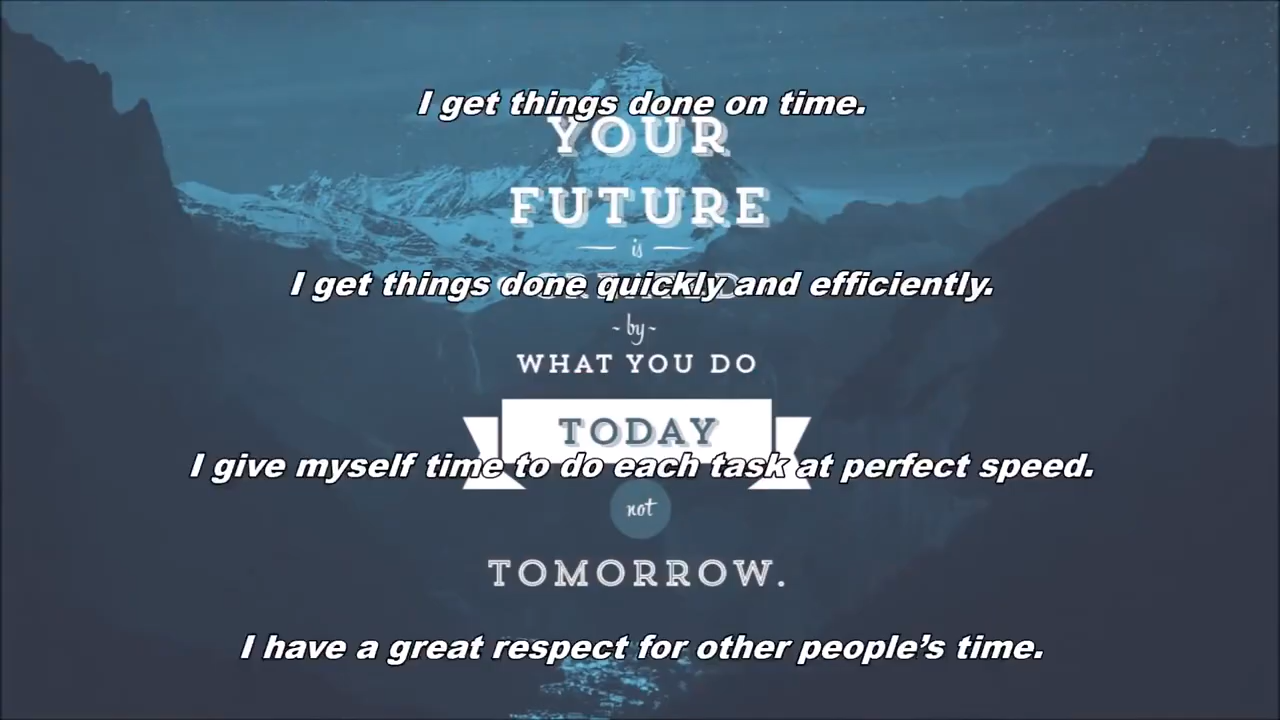 I get things done on time.
YOUR
FUTURE
is
I get things done quickly and efficiently.
CREATED
~by~
WHAT YOU DO
TODAY
I give myself time to do each task at perfect speed.
not
TOMORROW.
I have a great respect for other people’s time.